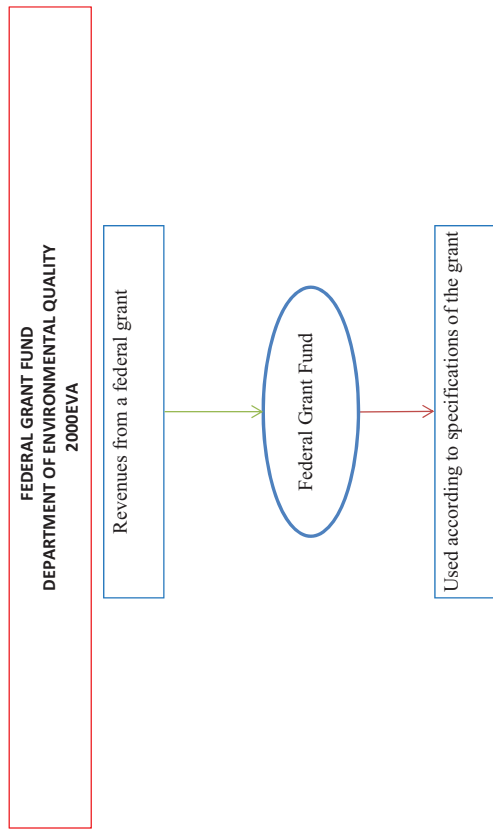 FEDERAL GRANT FUND
DEPARTMENT OF ENVIRONMENTAL QUALITY
2000EVA
Revenues from a federal grant
Federal Grant Fund
Used according to specifications of the grant